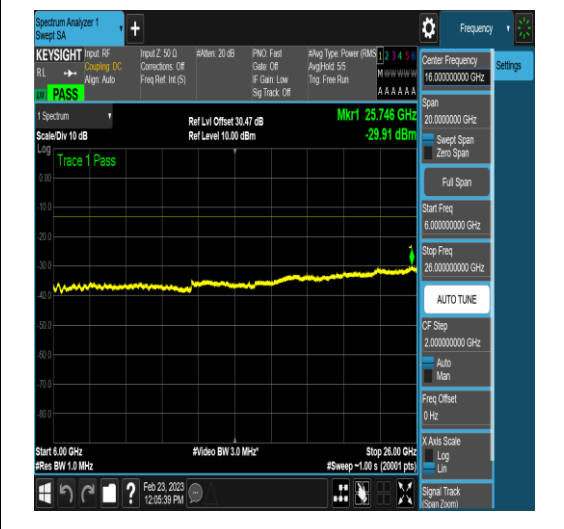 Spectrum Analyzer 1
Swept SA
Frequency
KEYSIGHT
RL
Input: RF
Coupling: DC
Align: Auto
Input Z: 50 Ω
Corrections: Off
Freq Ref: Int (S)
#Atten: 20 dB
PNO: Fast
Gate: Off
IF Gain: Low
Sig Track: Off
#Avg Type: Power (RMS
Avg|Hold: 5/5
Trig: Free Run
1 2 3 4 5 6
M W W W W W
A A A A A A
PASS
1 Spectrum
Scale/Div 10 dB
Ref Lvl Offset 30.47 dB
Ref Level 10.00 dBm
Mkr1 25.746 GHz
-29.91 dBm
Log
Trace 1 Pass
0.00
-10.0
-20.0
-30.0
-40.0
-50.0
-60.0
-70.0
-80.0
1
Start 6.00 GHz
#Res BW 1.0 MHz
#Video BW 3.0 MHz*
Stop 26.00 GHz
#Sweep ~1.00 s (20001 pts)
Feb 23, 2023
12:05:39 PM
Center Frequency
16.000000000 GHz
Settings
Span
20.0000000 GHz
Swept Span
Zero Span
Full Span
Start Freq
6.000000000 GHz
Stop Freq
26.000000000 GHz
AUTO TUNE
CF Step
2.000000000 GHz
Auto
Man
Freq Offset
0 Hz
X Axis Scale
Log
Lin
Signal Track
(Span Zoom)